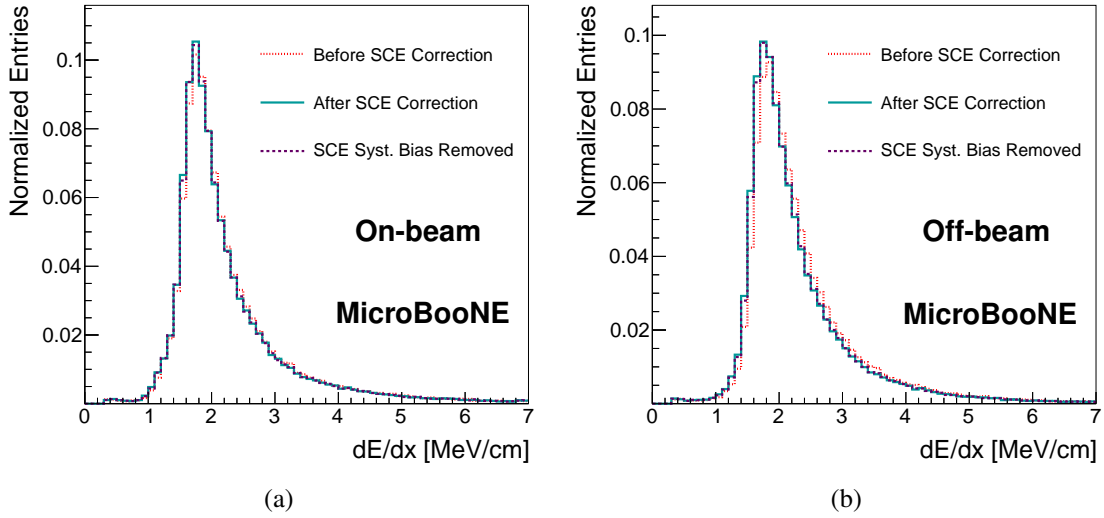 Normalized Entries
0.1
0.08
0.06
0.04
0.02
Before SCE Correction
After SCE Correction
SCE Syst. Bias Removed
On-beam
MicroBooNE
0 1 2 3 4 5 6 7
dE/dx [MeV/cm]
(a)
Normalized Entries
0.1
0.08
0.06
0.04
0.02
Before SCE Correction
After SCE Correction
SCE Syst. Bias Removed
Off-beam
MicroBooNE
0 1 2 3 4 5 6 7
dE/dx [MeV/cm]
(b)